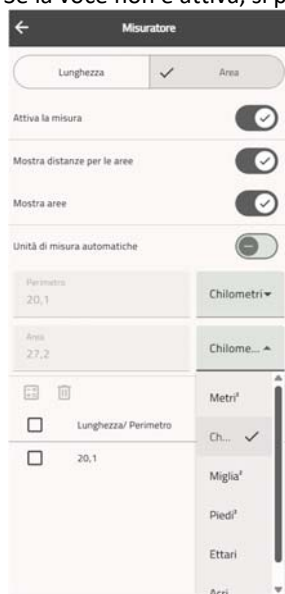 Se la voce non è attiva, si p
Misuratore
Lunghezza
Area
Attiva la misura
Mostra distanze per le aree
Mostra aree
Unità di misura automatiche
Perimetro
20,1
Chilometri
Area
27,2
Chilome...
Metri²
Lunghezza/ Perimetro
Ch...
20,1
Miglia²
Piedi²
Ettari
Acri